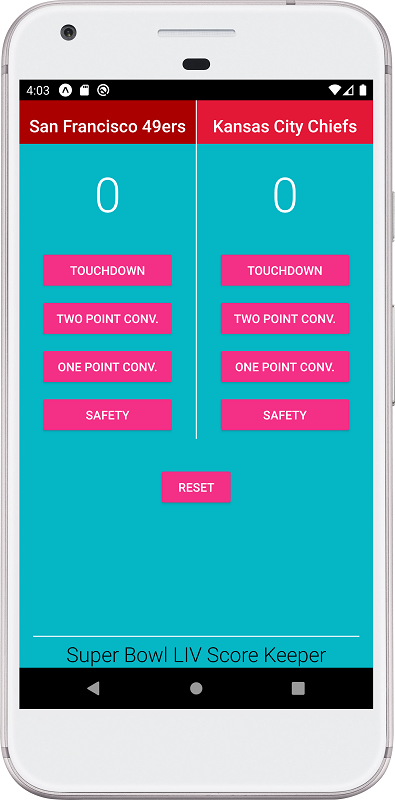 4:03
San Francisco 49ers
Kansas City Chiefs
0
0
TOUCHDOWN
TOUCHDOWN
TWO POINT CONV.
TWO POINT CONV.
ONE POINT CONV.
ONE POINT CONV.
SAFETY
SAFETY
RESET
Super Bowl LIV Score Keeper